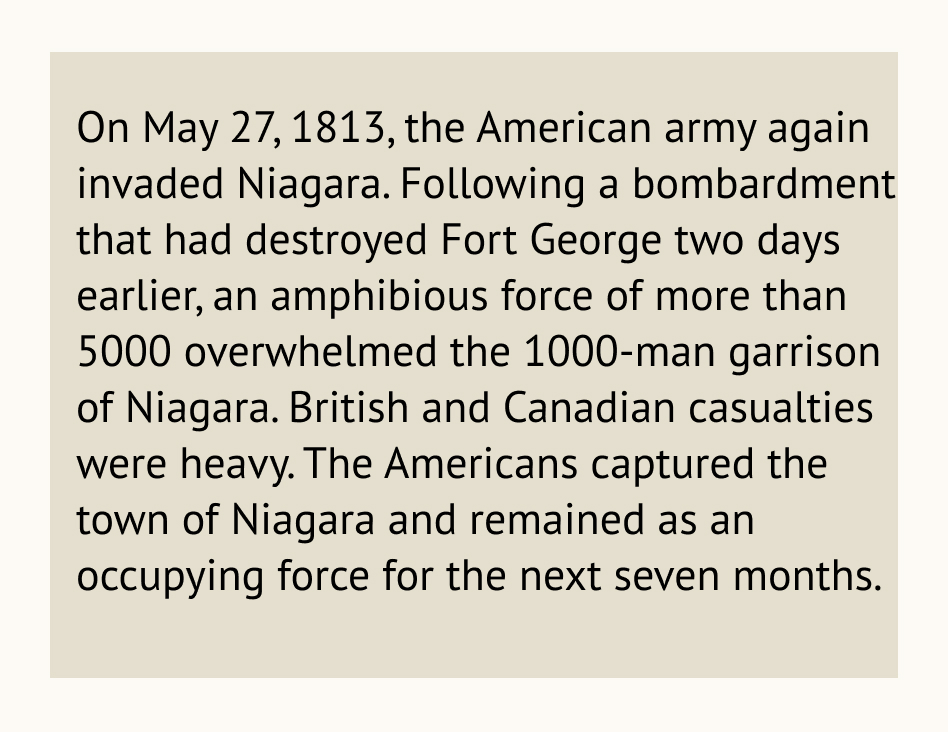 On May 27, 1813, the American army again
invaded Niagara. Following a bombardment
that had destroyed Fort George two days
earlier, an amphibious force of more than
5000 overwhelmed the 1000-man garrison
of Niagara. British and Canadian casualties
were heavy. The Americans captured the
town of Niagara and remained as an
occupying force for the next seven months.